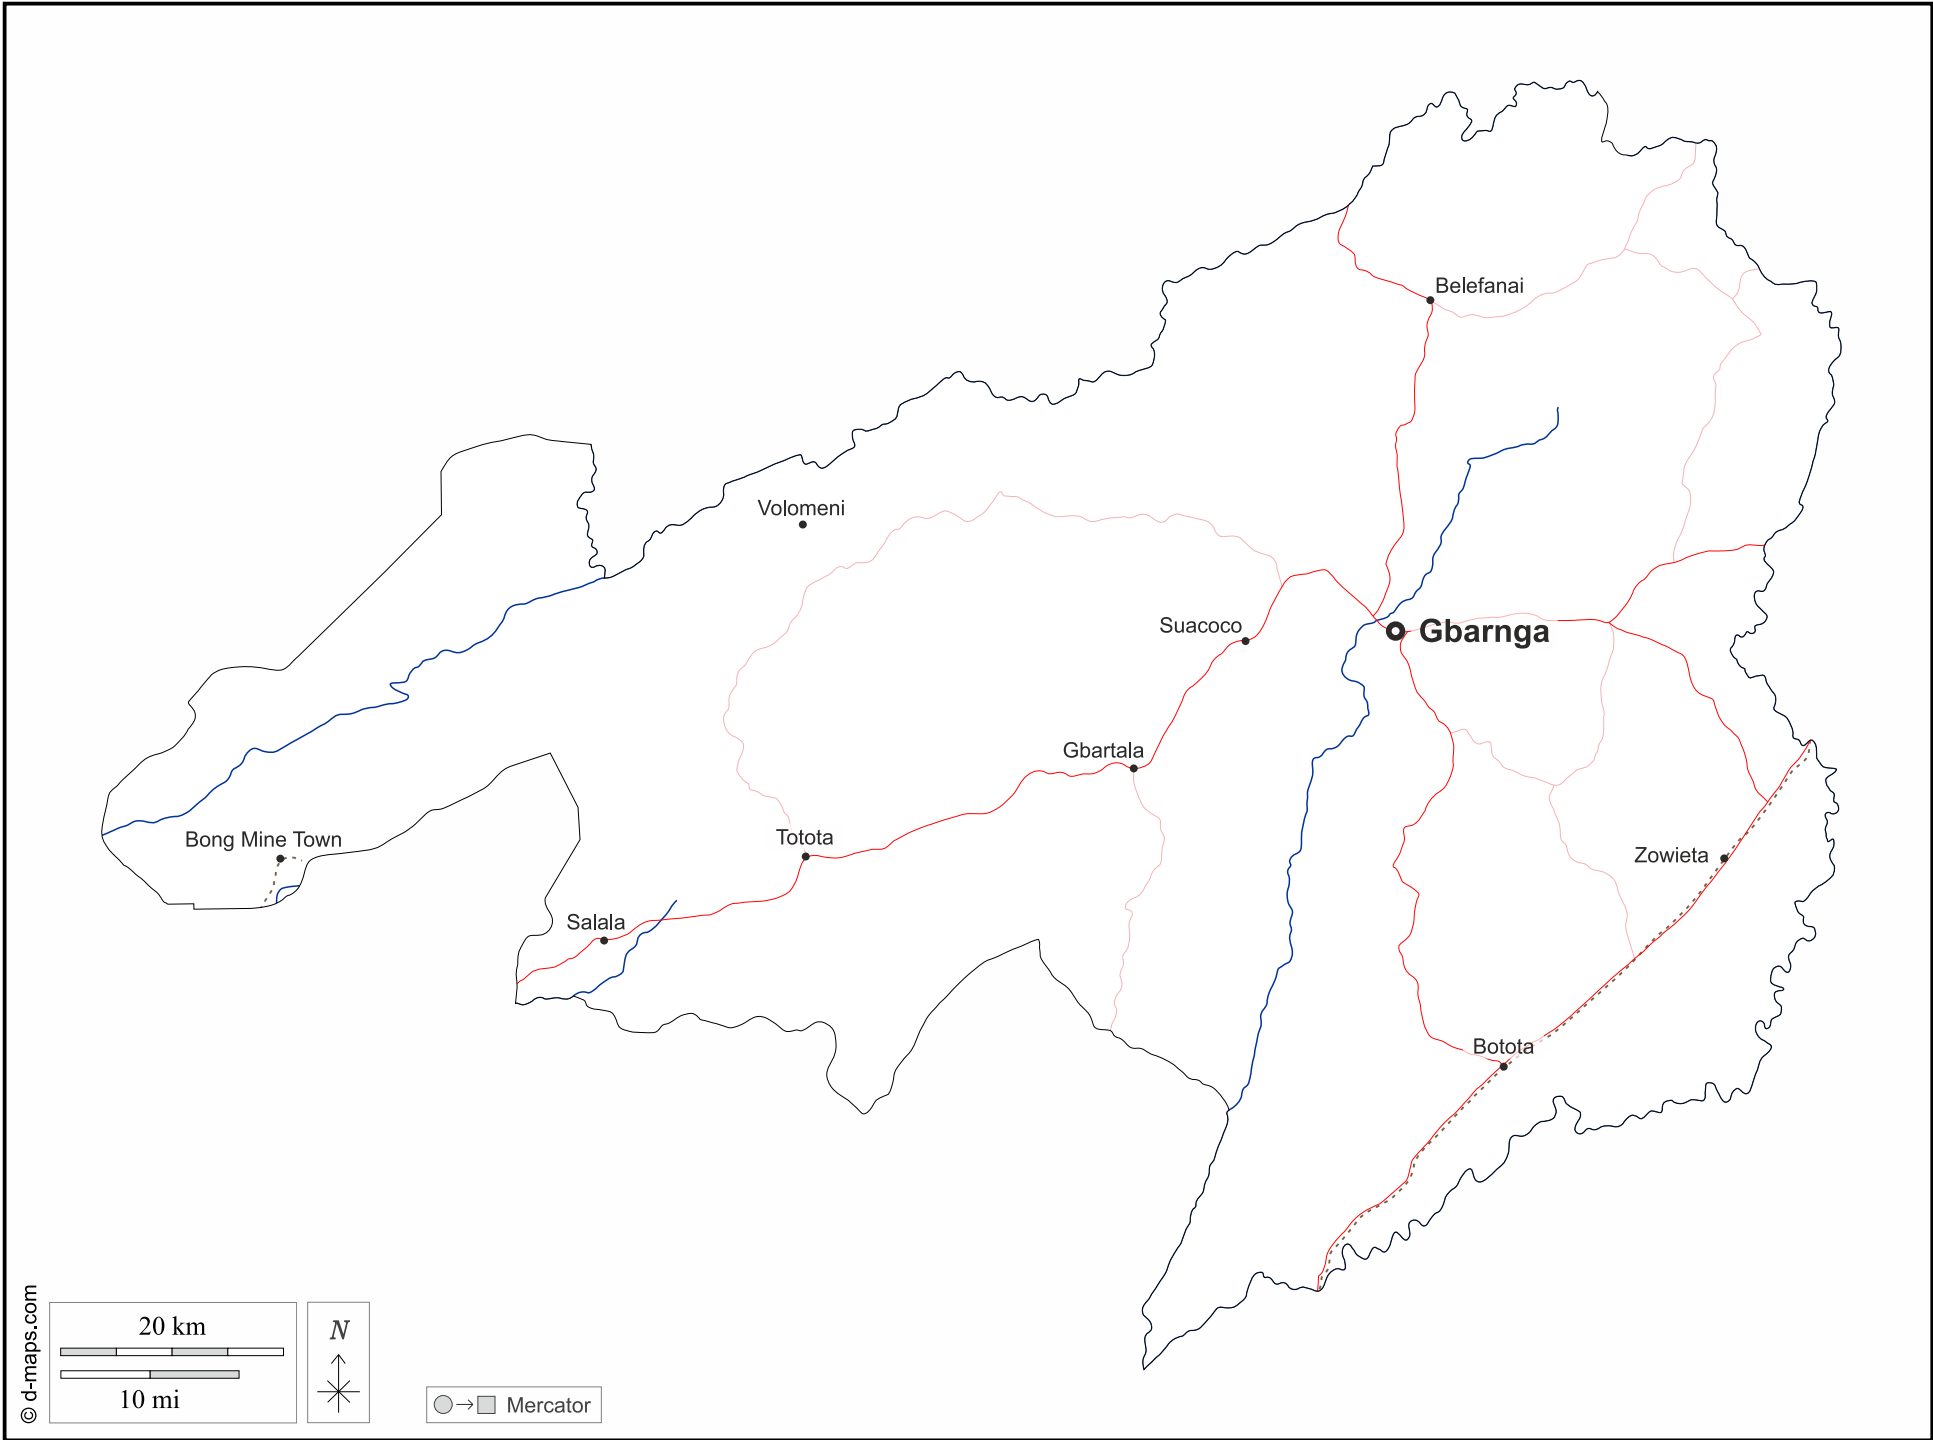 Belefanai
Volomeni
Suacoco
Gbarnga
Gbartala
Bong Mine Town
Totota
Zowieta
Salala
Botota
© d-maps.com
20 km
10 mi
N
Mercator